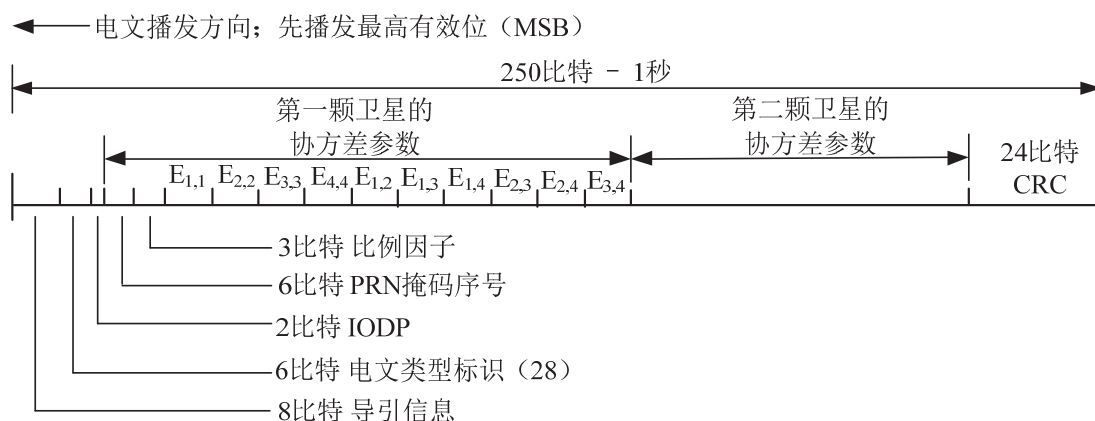 电文播发方向；先播发最高有效位（MSB）
250比特 - 1秒
第一颗卫星的
协方差参数
第二颗卫星的
协方差参数
24比特
CRC
E1,1 E2,2 E3,3 E4,4 E1,2 E1,3 E1,4 E2,3 E2,4 E3,4
3比特 比例因子
6比特 PRN掩码序号
2比特 IODP
6比特 电文类型标识（28）
8比特 导引信息